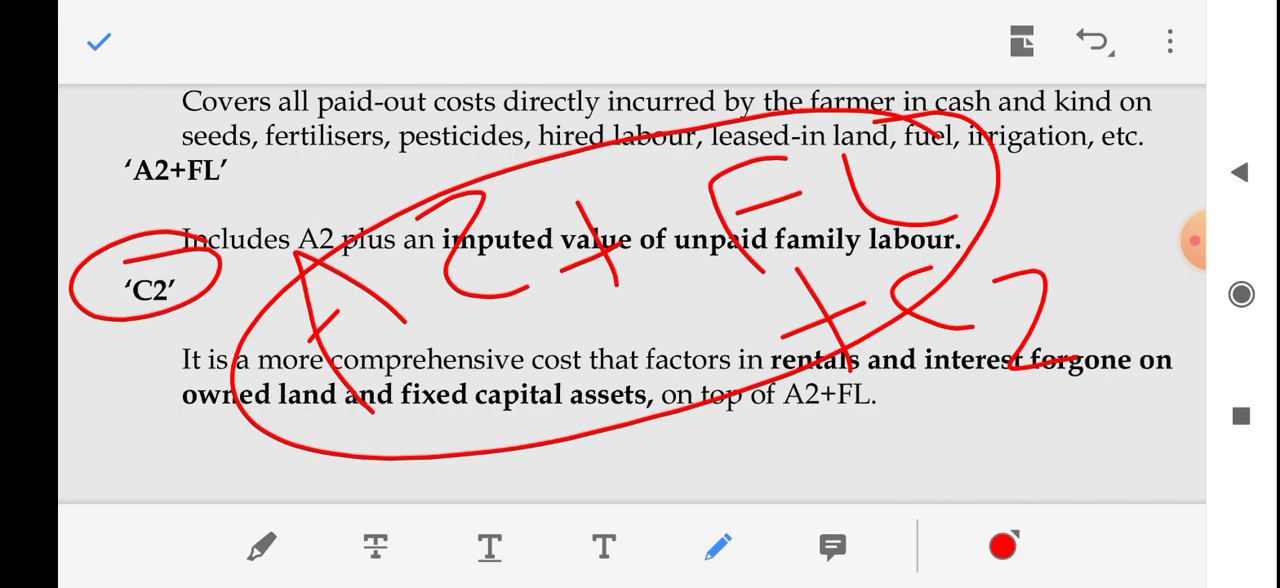 Covers all paid-out costs directly incurred by the farmer in cash and kind on
seeds, fertilisers, pesticides, hired labour, leased-in land, fuel, irrigation, etc.
‘A2+FL’
A2+FL
Includes A2 plus an imputed value of unpaid family labour.
‘C2’
+C2
It is a more comprehensive cost that factors in rentals and interest forgone on
owned land and fixed capital assets, on top of A2+FL.
T
T
T